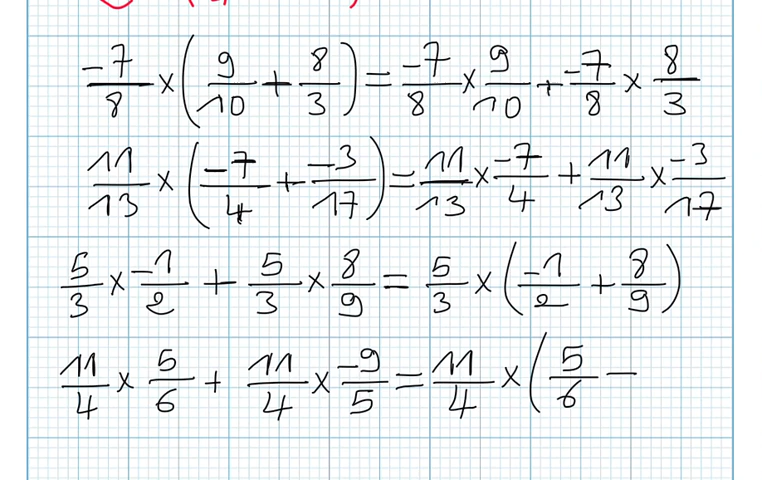 -7/8 × (9/10 + 8/3) = -7/8 × 9/10 + -7/8 × 8/3
11/13 × (-7/4 + -3/17) = 11/13 × -7/4 + 11/13 × -3/17
5/3 × -1/2 + 5/3 × 8/9 = 5/3 × (-1/2 + 8/9)
11/4 × 5/6 + 11/4 × -9/5 = 11/4 × (5/6 —